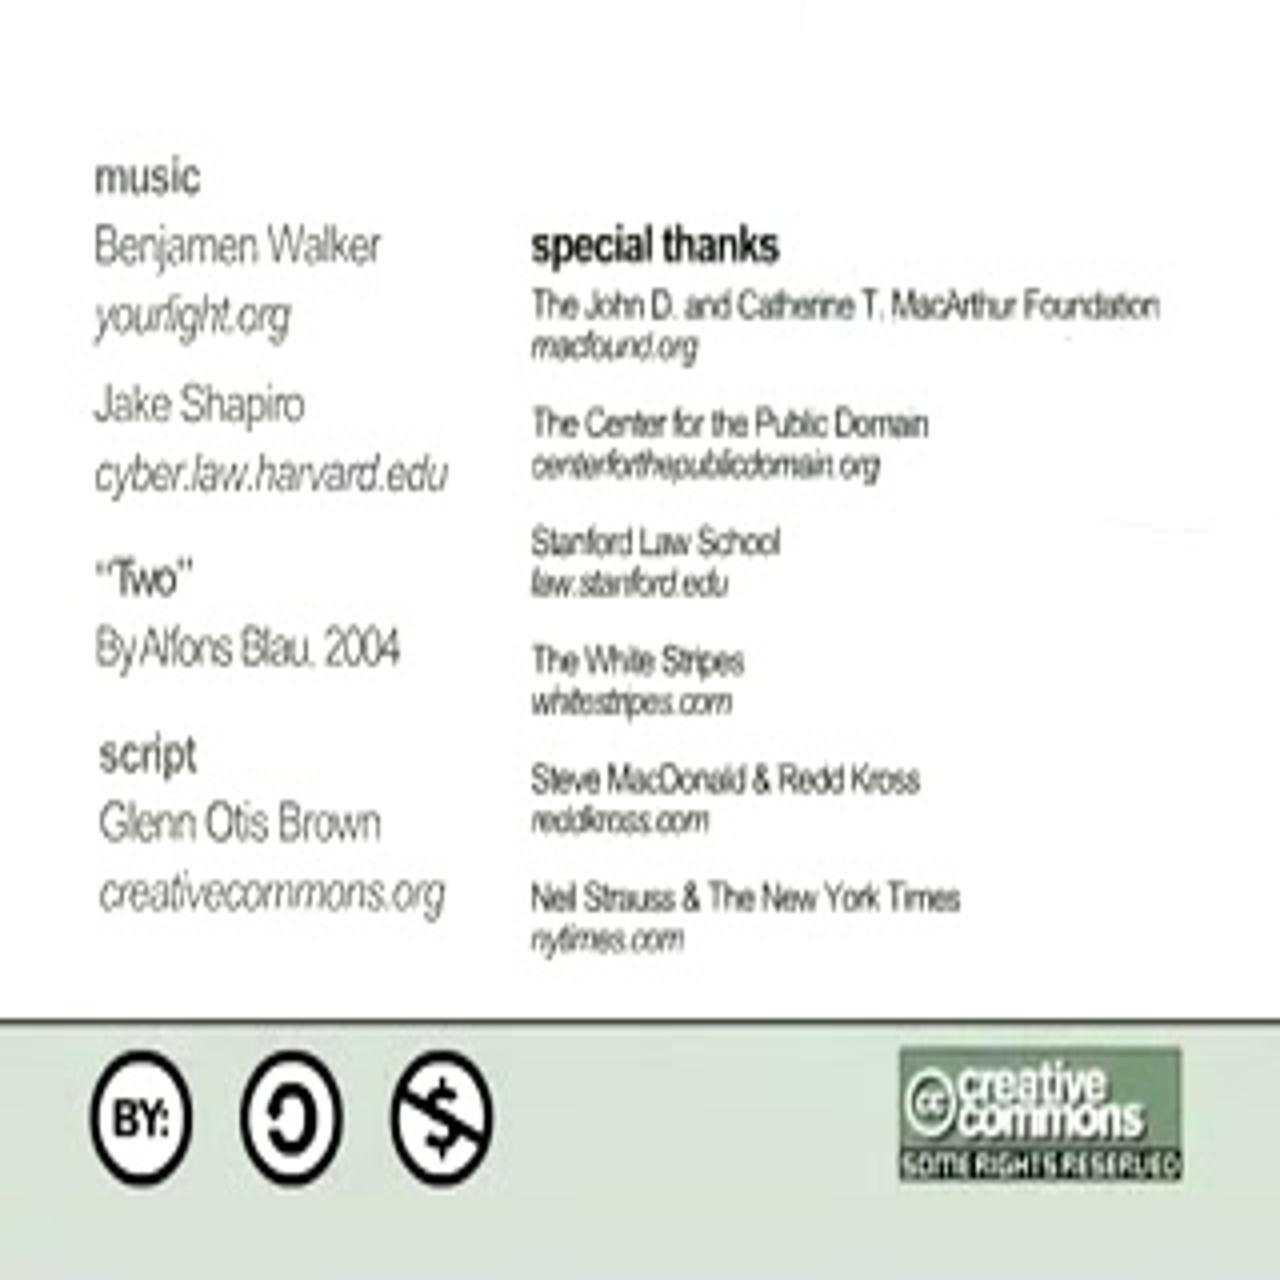 music
Benjamen Walker
yourfight.org
Jake Shapiro
cyber.law.harvard.edu
“Two”
By Alfons Blau, 2004
script
Glenn Otis Brown
creativecommons.org
special thanks
The John D. and Catherine T. MacArthur Foundation
macfound.org
The Center for the Public Domain
centerforthepublicdomain.org
Stanford Law School
law.stanford.edu
The White Stripes
whitestripes.com
Steve MacDonald & Redd Kross
reddkross.com
Neil Strauss & The New York Times
nytimes.com
BY:
cc creative
commons
SOME RIGHTS RESERVED